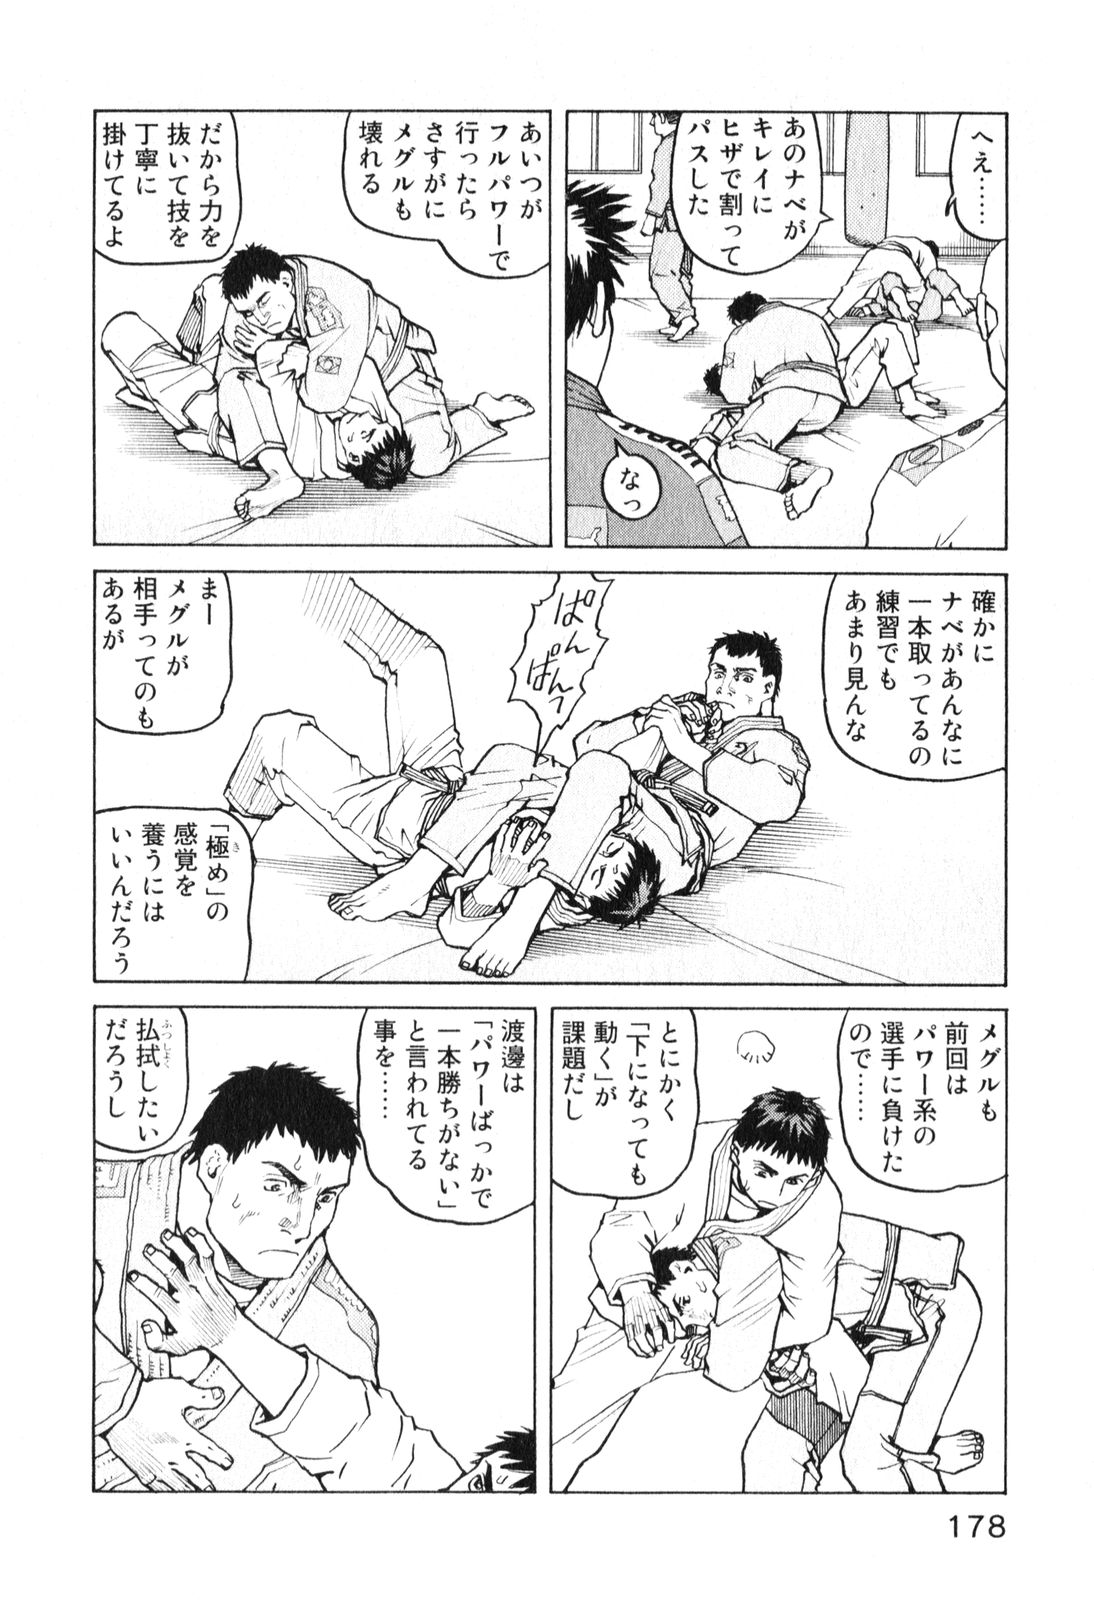 へえ……
あのナベが
キレイに
ヒザで割って
パスした
なっ
あいつが
フルパワーで
行ったら
さすがに
メグルも
壊れる
だから力を
抜いて技を
丁寧に
掛けてるよ
確かに
ナベがあんなに
一本取ってるの
練習でも
あまり見んな
ぱんっ
ぱんっ
まー
メグルが
相手ってのも
あるが
「極め」の
き
感覚を
養うには
いいんだろう
メグルも
前回は
パワー系の
選手に負けた
ので……
とにかく
「下になっても
動く」が
課題だし
渡邊は
「パワーばっかで
一本勝ちがない」
と言われてる
事を……
払拭したい
ふっしょく
だろうし
178